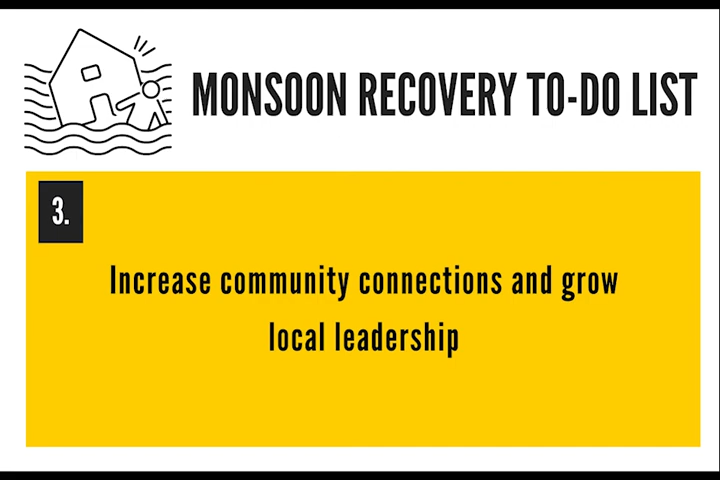 MONSOON RECOVERY TO-DO LIST
3.
Increase community connections and grow
local leadership